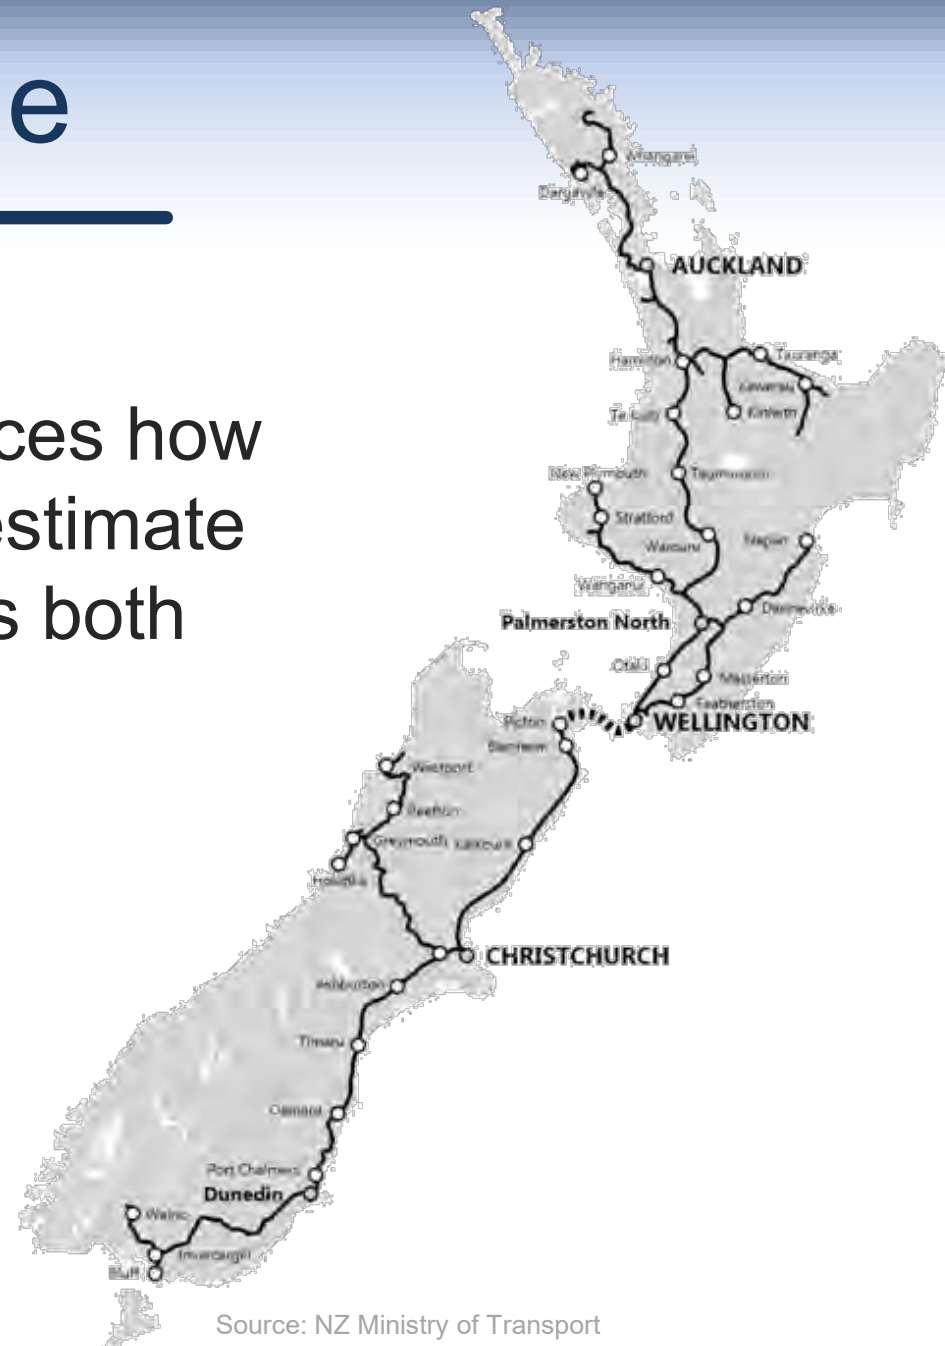 e
ces how
estimate
s both
Whangarei
Dargaville
AUCKLAND
Hamilton
Tauranga
Kawerau
Te Kuiti
Kinleith
New Plymouth
Taumarunui
Stratford
Waiouru
Napier
Wanganui
Dannevirke
Palmerston North
Otaki
Masterton
Featherston
Picton
WELLINGTON
Blenheim
Westport
Reefton
Greymouth
Kaikoura
Hokitika
CHRISTCHURCH
Ashburton
Timaru
Oamaru
Port Chalmers
Dunedin
Invercargill
Bluff
Source: NZ Ministry of Transport